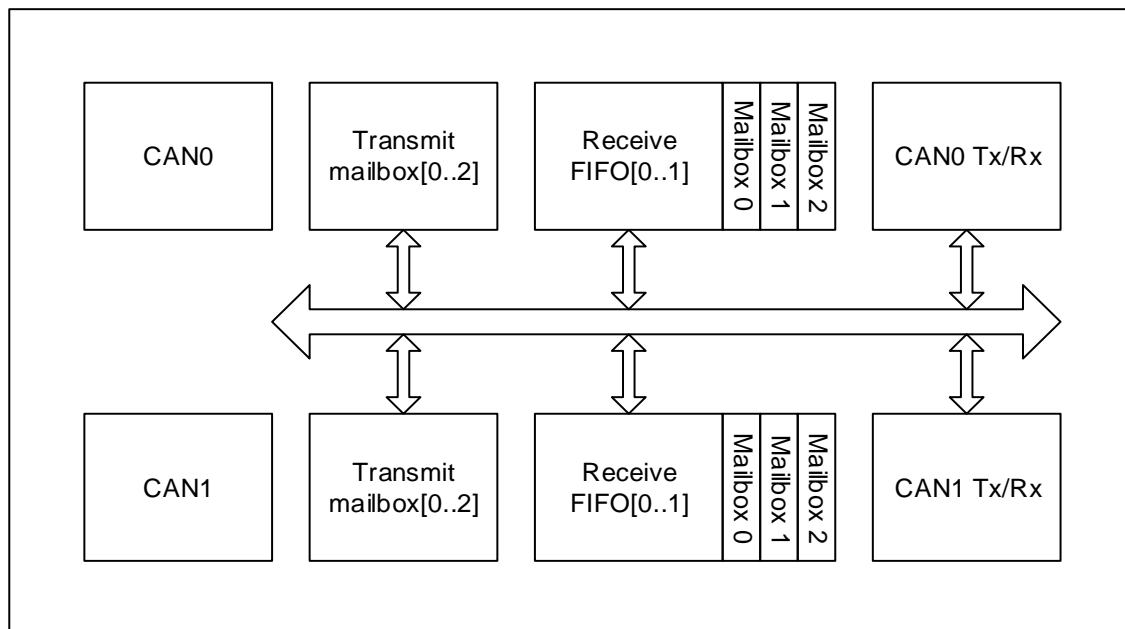 CAN0
Transmit
mailbox[0..2]
Receive
FIFO[0..1]
Mailbox 0
Mailbox 1
Mailbox 2
CAN0 Tx/Rx
CAN1
Transmit
mailbox[0..2]
Receive
FIFO[0..1]
Mailbox 0
Mailbox 1
Mailbox 2
CAN1 Tx/Rx